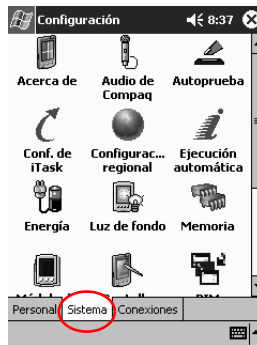 Configuración 8:37
Acerca de Audio de Compaq Autoprueba
Conf. de iTask Configurac... regional Ejecución automática
Energía Luz de fondo Memoria
Personal Sistema Conexiones